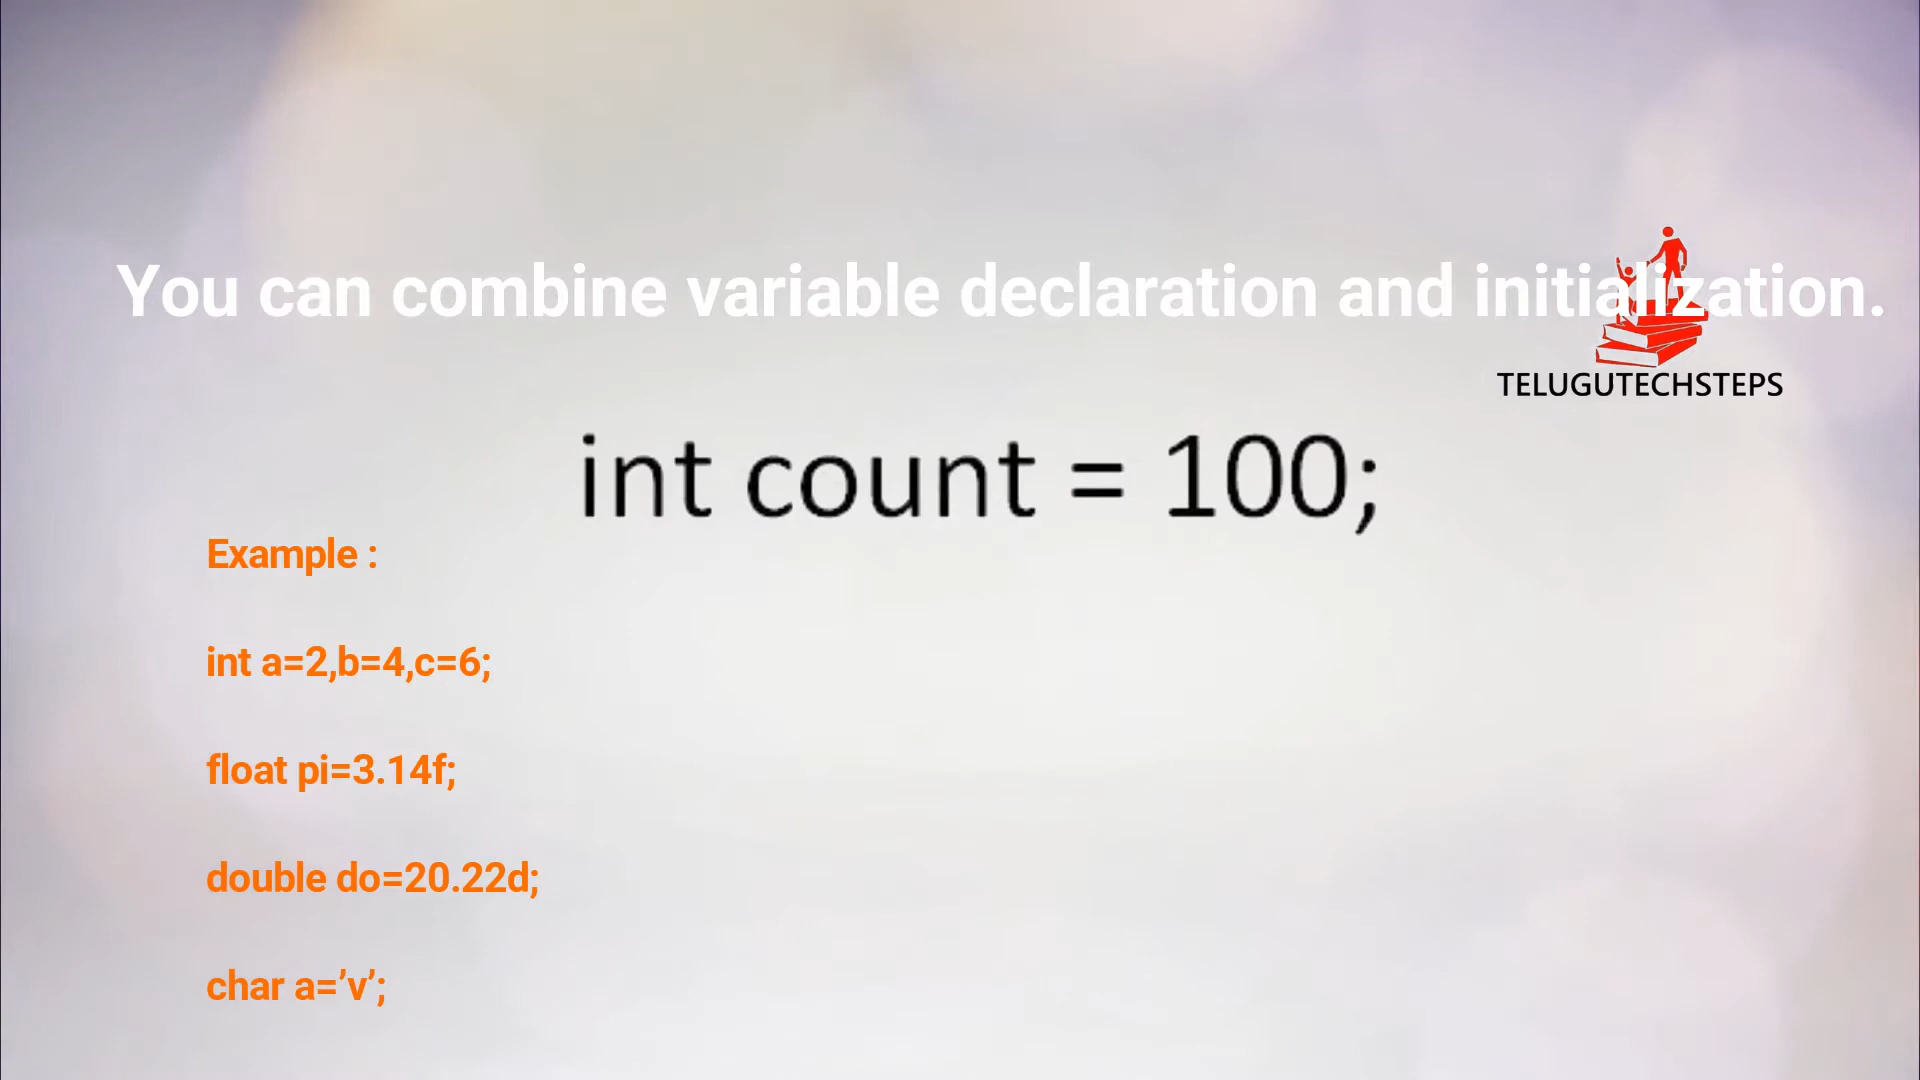 You can combine variable declaration and initialization.
TELUGUTECHSTEPS
int count = 100;
Example :
int a=2,b=4,c=6;
float pi=3.14f;
double do=20.22d;
char a=’v’;